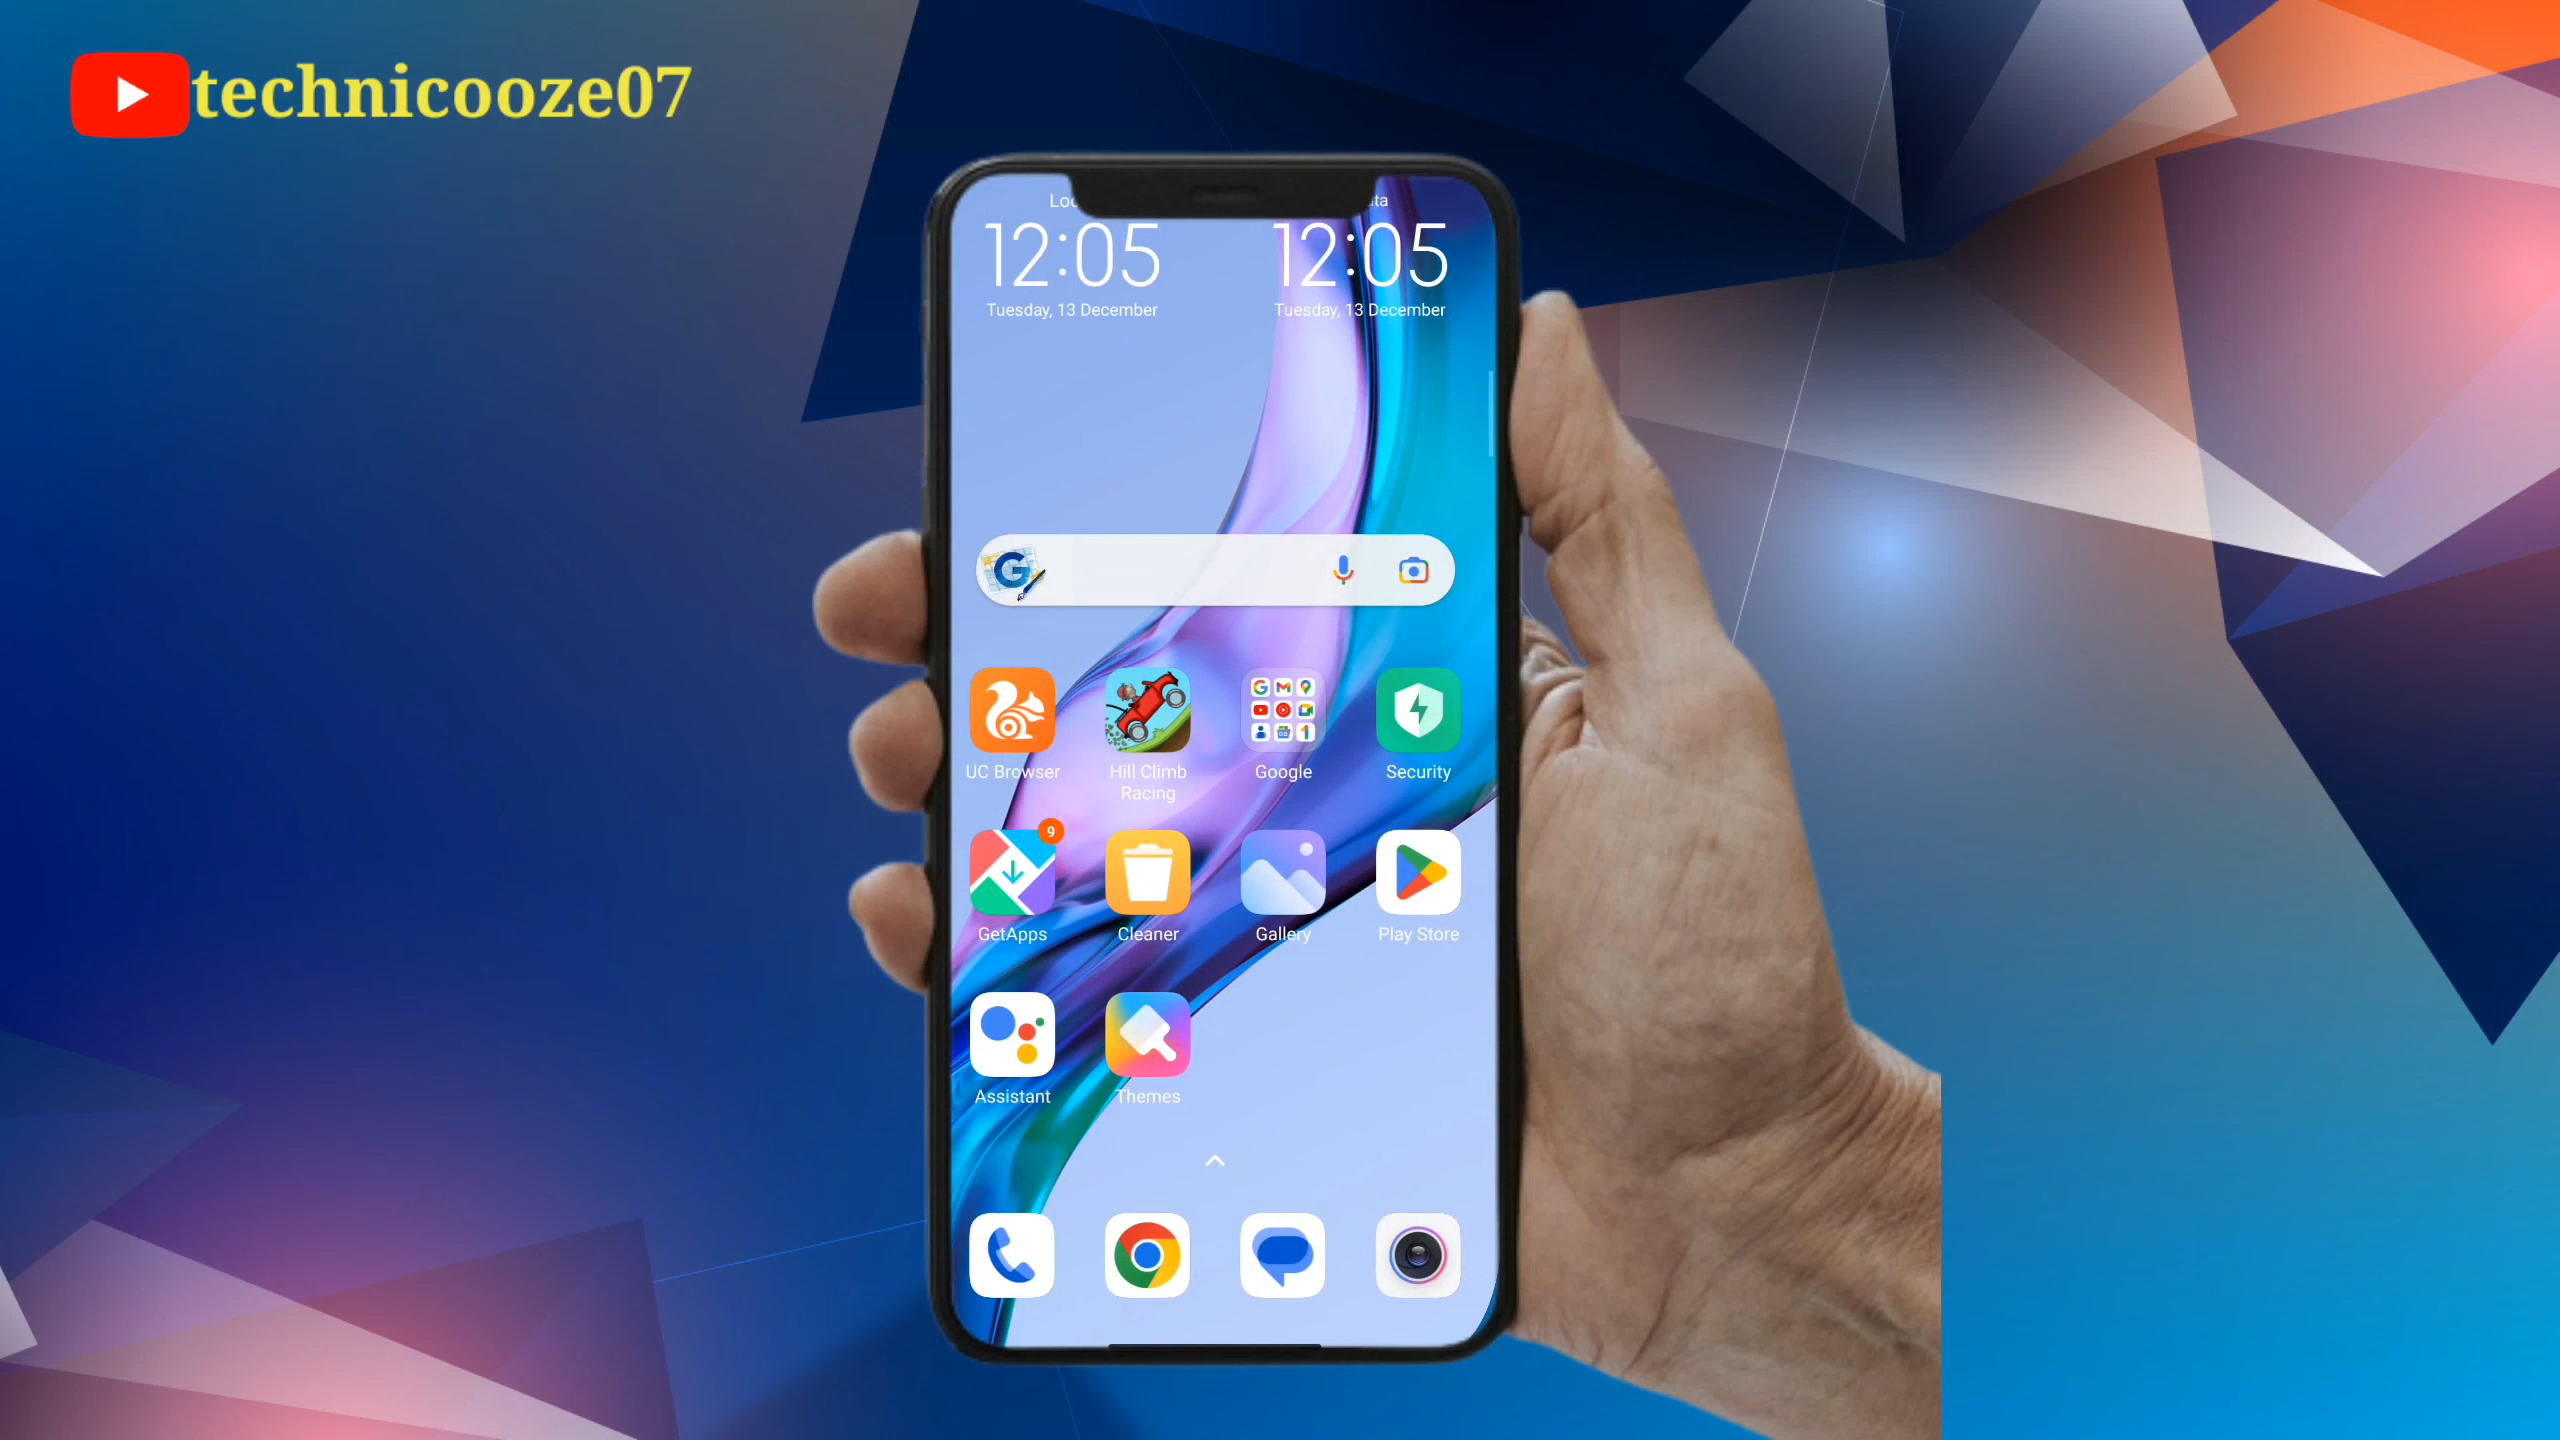 technicooze07
12:05
12:05
Tuesday, 13 December
Tuesday, 13 December
UC Browser
Hill Climb
Racing
Google
Security
9
GetApps
Cleaner
Gallery
Play Store
Assistant
Themes